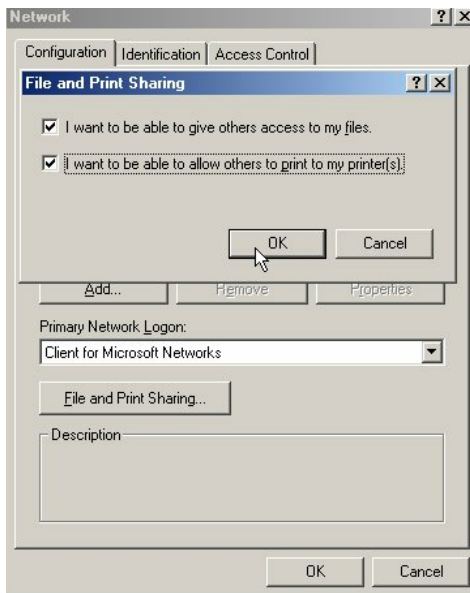 Network
Configuration Identification Access Control
File and Print Sharing
I want to be able to give others access to my files.
I want to be able to allow others to print to my printer(s).
OK Cancel
Add... Remove Properties
Primary Network Logon:
Client for Microsoft Networks
File and Print Sharing...
Description
OK Cancel